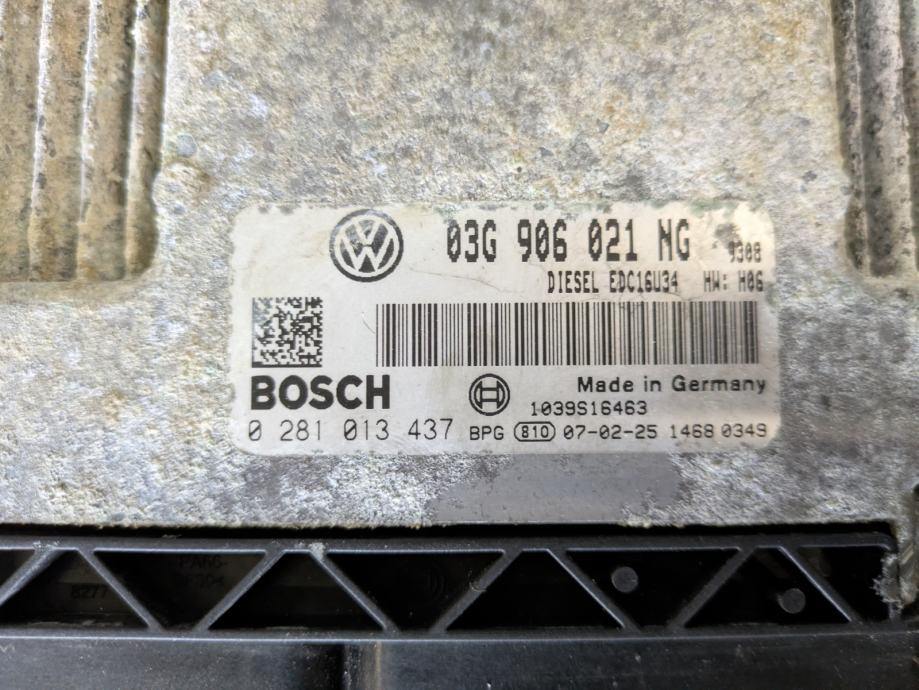 03G 906 021 NG 9308
DIESEL EDC16U34 HW: H06
BOSCH
Made in Germany
1039S16463
0 281 013 437 BPG 810 07-02-25 1468 0349
8277